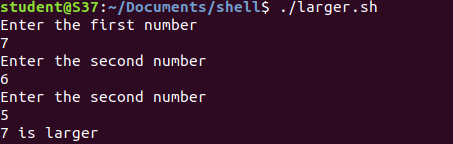 student@S37:~/Documents/shell$ ./larger.sh
Enter the first number
7
Enter the second number
6
Enter the second number
5
7 is larger